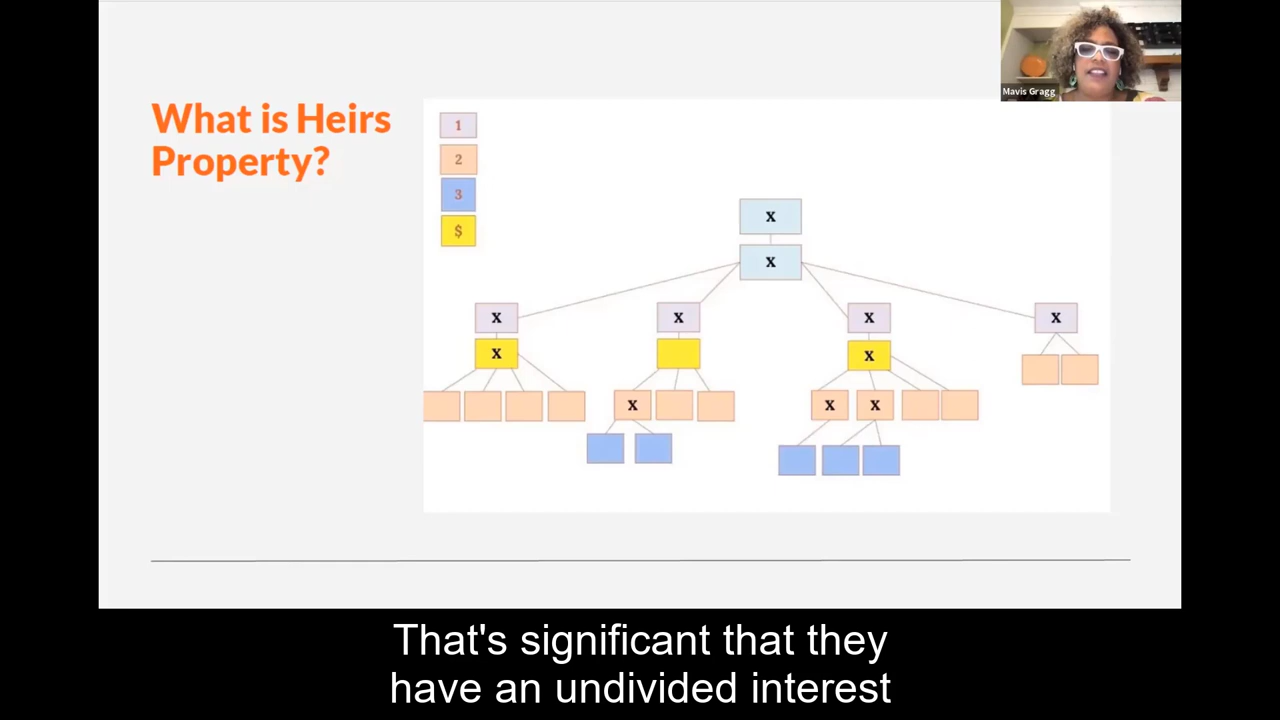 Mavis Gragg
What is Heirs
Property?
1
2
3
$
x
x
x x x x
x x
x x x
That's significant that they
have an undivided interest